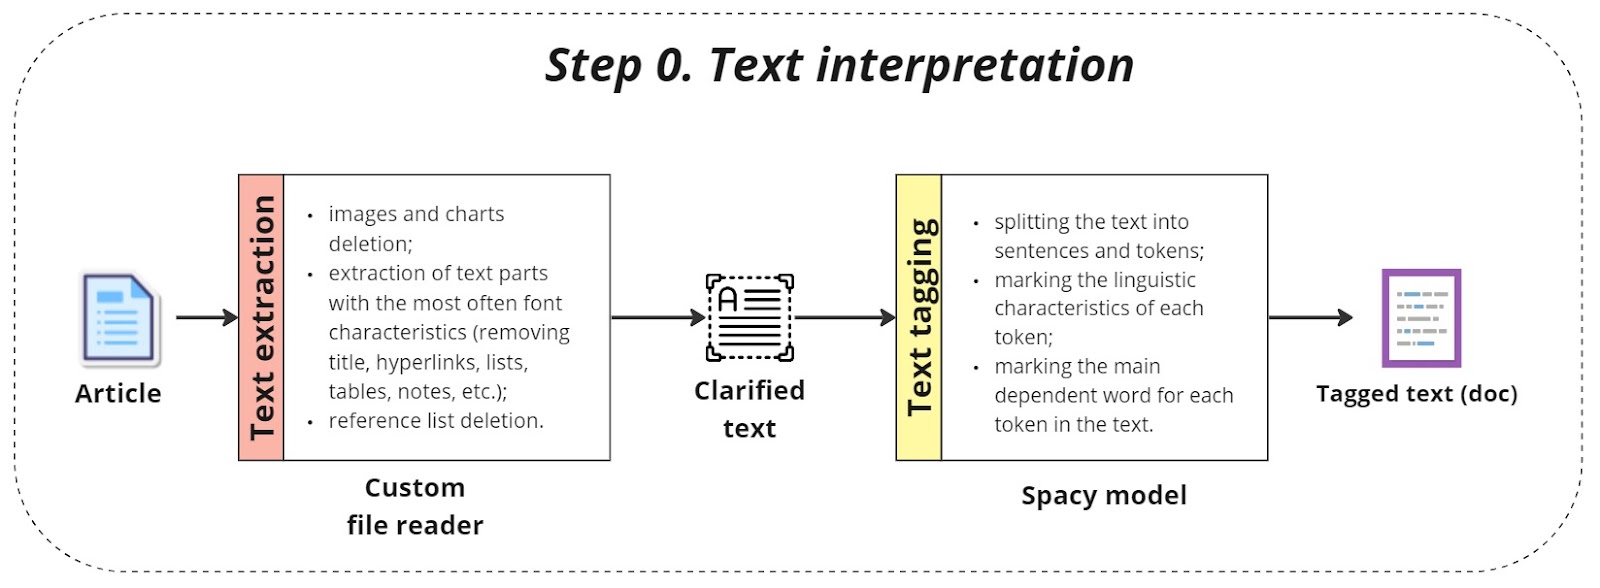 Step 0. Text interpretation
Article
Text extraction
• images and charts
deletion;
• extraction of text parts
with the most often font
characteristics (removing
title, hyperlinks, lists,
tables, notes, etc.);
• reference list deletion.
Custom
file reader
A
Clarified
text
Text tagging
• splitting the text into
sentences and tokens;
• marking the linguistic
characteristics of each
token;
• marking the main
dependent word for each
token in the text.
Spacy model
Tagged text (doc)